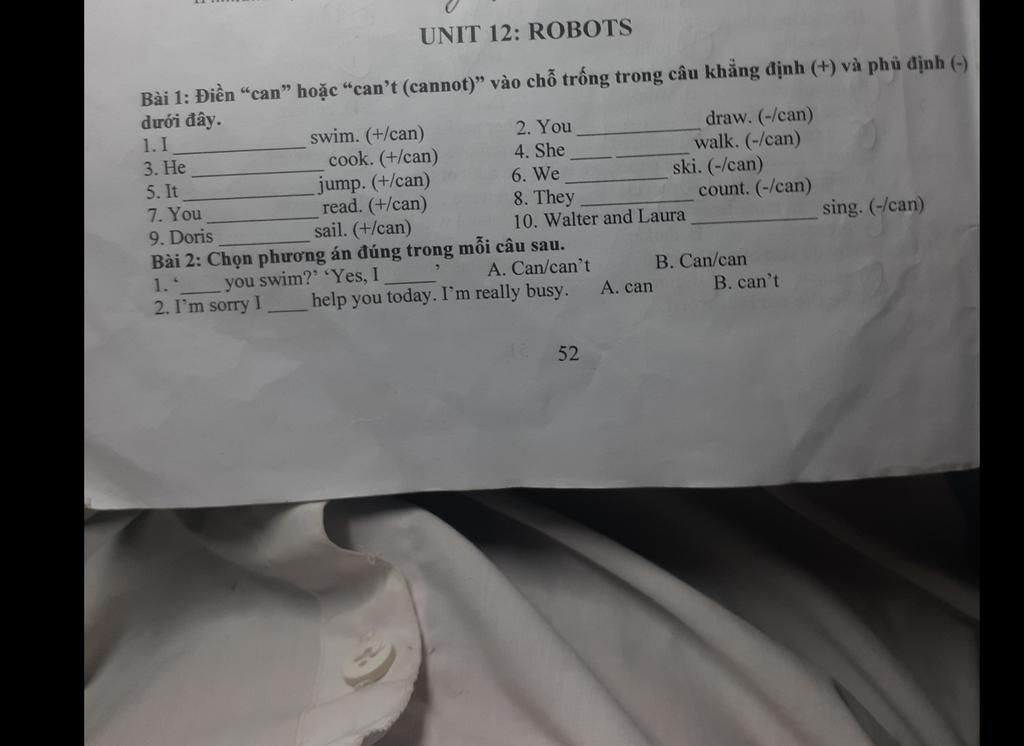 UNIT 12: ROBOTS
Bài 1: Điền “can” hoặc “can’t (cannot)” vào chỗ trống trong câu khẳng định (+) và phủ định (-)
dưới đây.
1. I ____________ swim. (+/can) 2. You ____________ draw. (-/can)
3. He ____________ cook. (+/can) 4. She ____ _______ walk. (-/can)
5. It ____________ jump. (+/can) 6. We __________ ski. (-/can)
7. You __________ read. (+/can) 8. They ___________ count. (-/can)
9. Doris _________ sail. (+/can) 10. Walter and Laura ____________ sing. (-/can)
Bài 2: Chọn phương án đúng trong mỗi câu sau.
1. ‘____ you swim?’ ‘Yes, I _____ ’ A. Can/can’t B. Can/can
2. I’m sorry I ____ help you today. I’m really busy. A. can B. can’t
52